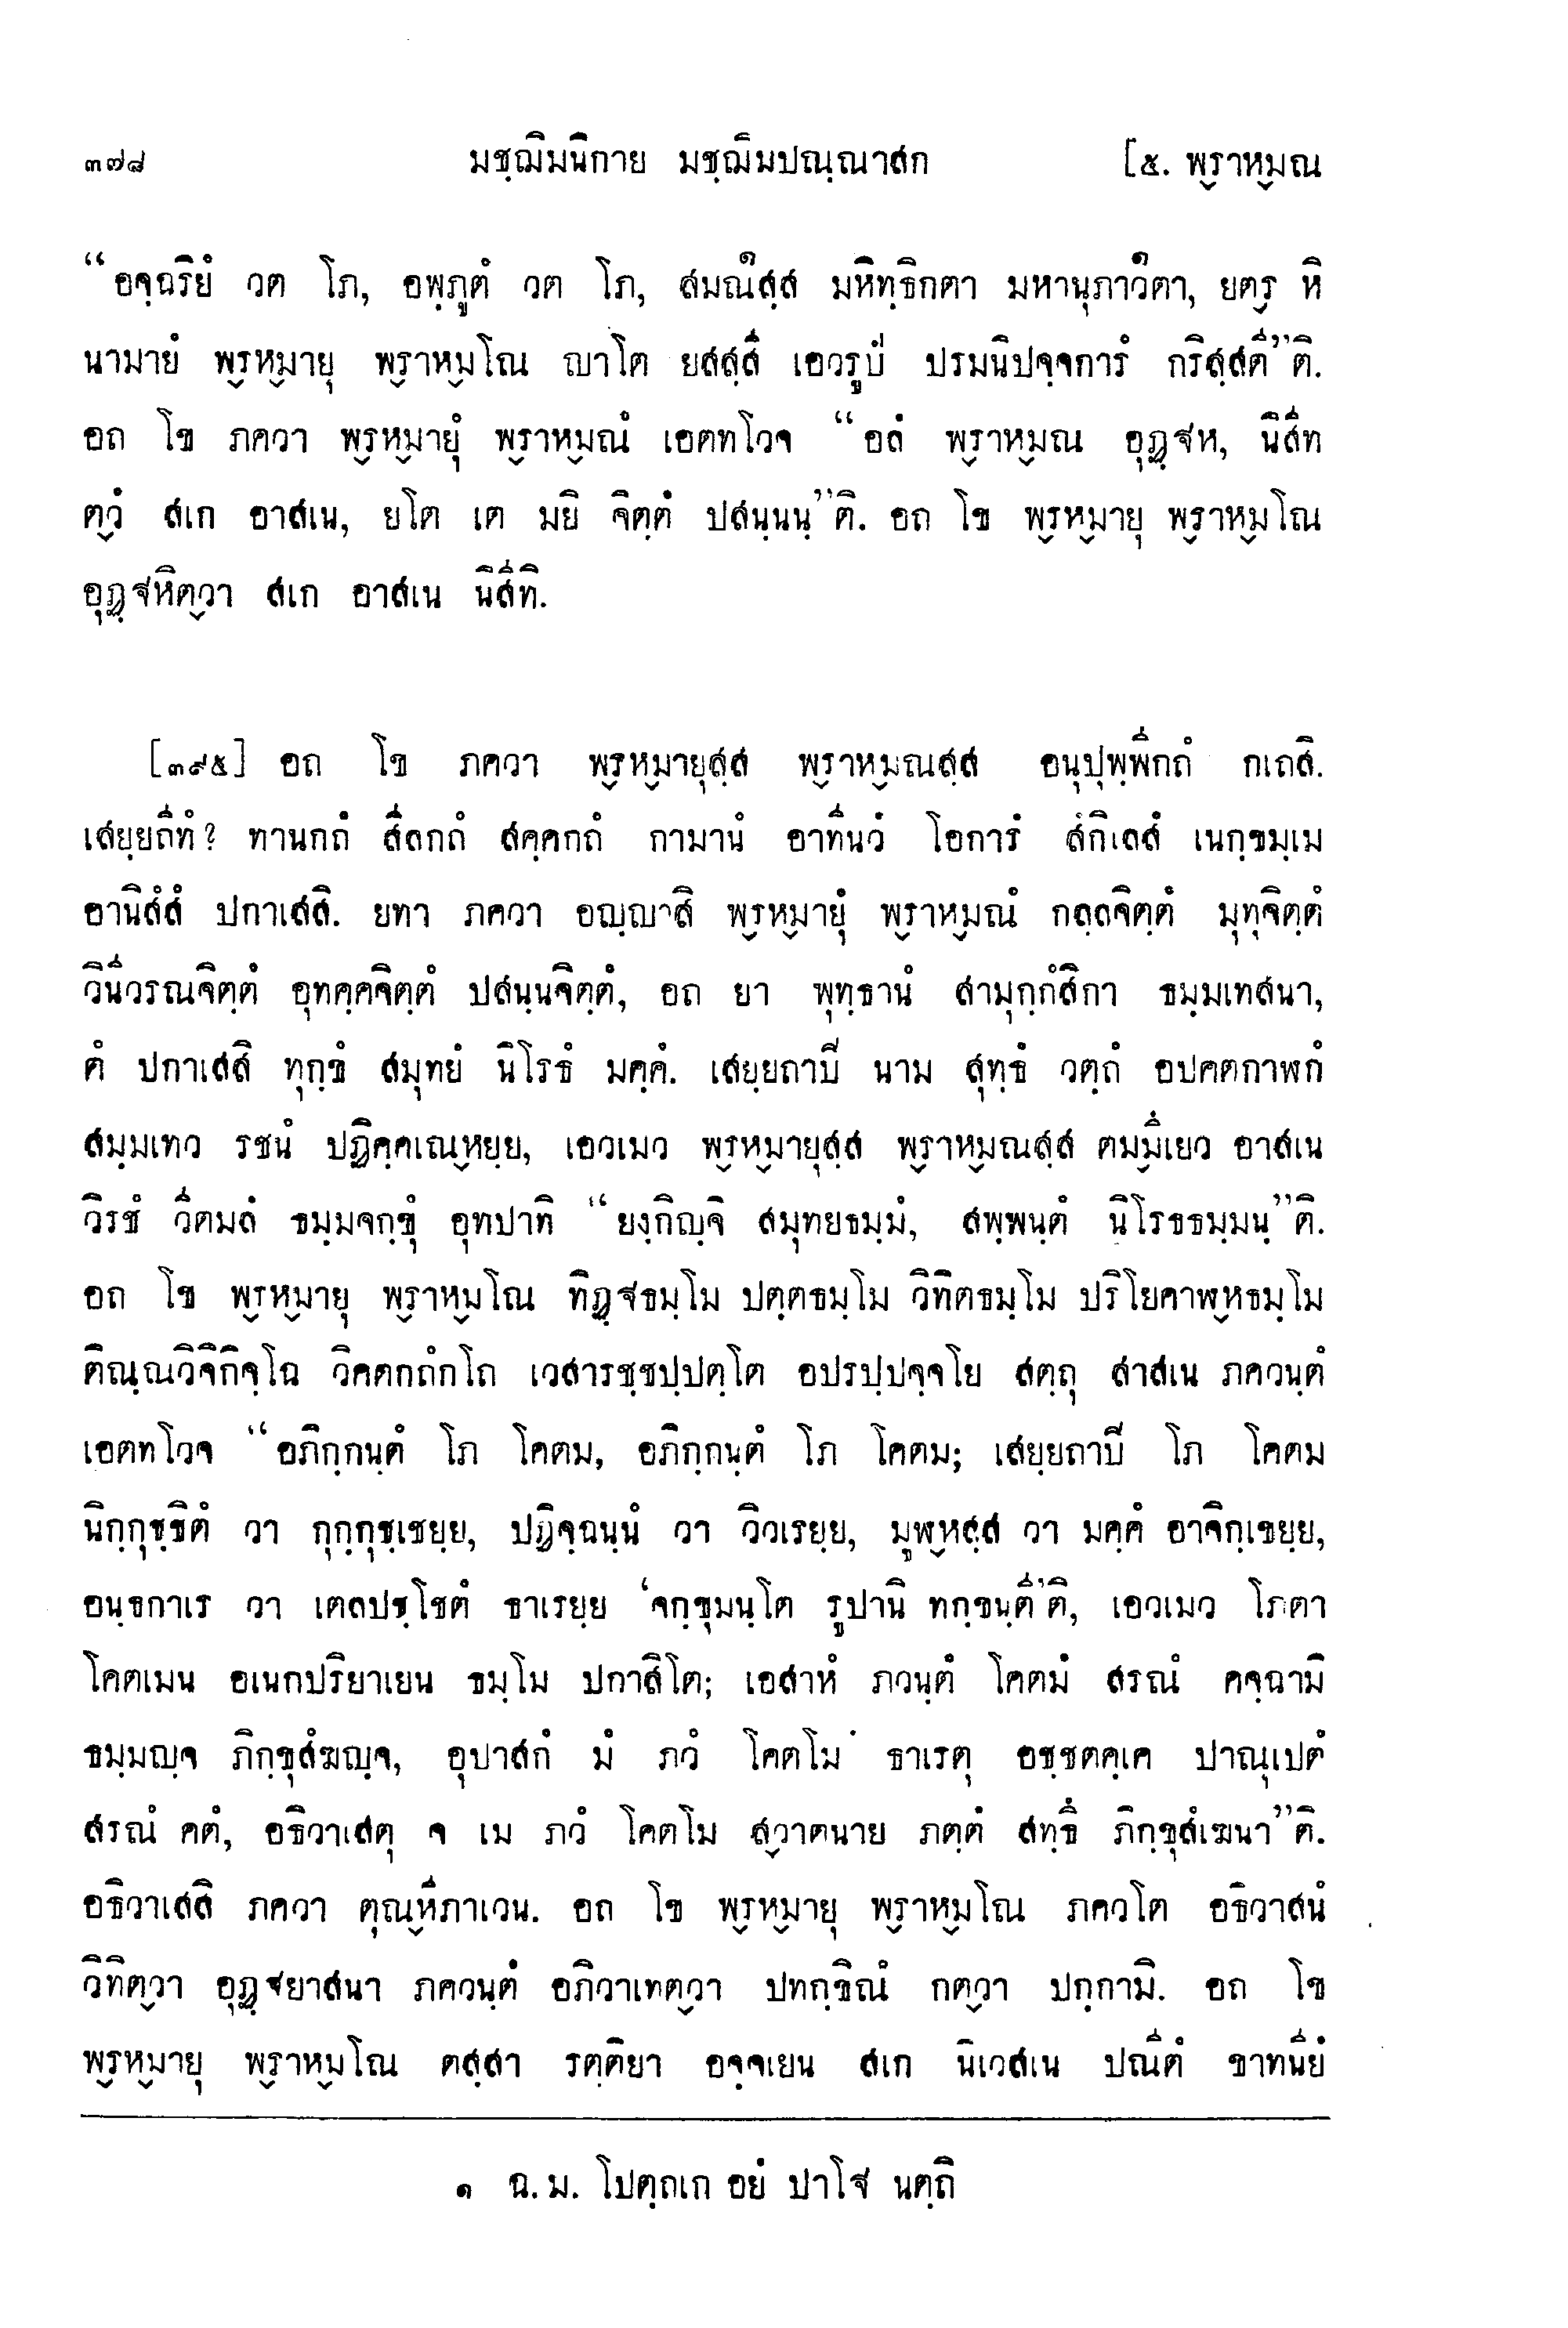 ๓๗๘ มชฺฌิมนิกาย มชฺฌิมปณฺณาสก [๕. พ๎ราห๎มณ
“อจฺฉริยํ วต โภ, อพฺภูตํ วต โภ, สมณ๑สฺส มหิทฺธิกตา มหานุภาว๑ตา, ยต๎ร หิ
นามายํ พ๎รห๎มายุ พ๎ราห๎มโณ ญาโต ยสสฺสี เอวรูปํ ปรมนิปจฺจการํ กริสฺสตี”ติ.
อถ โข ภควา พ๎รห๎มายุํ พ๎ราห๎มณํ เอตทโวจ “อลํ พ๎ราห๎มณ อุฏฺฐห, นิสีท
ต๎วํ สเก อาสเน, ยโต เต มยิ จิตฺตํ ปสนฺนนฺ”ติ. อถ โข พ๎รห๎มายุ พ๎ราห๎มโณ
อุฏฺฐหิต๎วา สเก อาสเน นิสีทิ.
[๓๙๕] อถ โข ภควา พ๎รห๎มายุสฺส พ๎ราห๎มณสฺส อนุปุพฺพีกถํ กเถสิ.
เสยฺยถีทํ? ทานกถํ สีลกถํ สคฺคกถํ กามานํ อาทีนวํ โอการํ สํกิเลสํ เนกฺขมฺเม
อานิสํสํ ปกาเสสิ. ยทา ภควา อญฺญาสิ พ๎รห๎มายุํ พ๎ราห๎มณํ กลฺลจิตฺตํ มุทุจิตฺตํ
วินีวรณจิตฺตํ อุทคฺคจิตฺตํ ปสนฺนจิตฺตํ, อถ ยา พุทฺธานํ สามุกฺกํสิกา ธมฺมเทสนา,
ตํ ปกาเสสิ ทุกฺขํ สมุทยํ นิโรธํ มคฺคํ. เสยฺยถาปิ นาม สุทฺธํ วตฺถํ อปคตกาฬกํ
สมฺมเทว รชนํ ปฏิคฺคเณ๎หยฺย, เอวเมว พ๎รห๎มายุสฺส พ๎ราห๎มณสฺส ตม๎มึเยว อาสเน
วิรชํ วีตมลํ ธมฺมจกฺขุํ อุทปาทิ “ยงฺกิญฺจิ สมุทยธมฺมํ, สพฺพนฺตํ นิโรธธมฺมนฺ”ติ.
อถ โข พ๎รห๎มายุ พ๎ราห๎มโณ ทิฏฺฐธมฺโม ปตฺตธมฺโม วิทิตธมฺโม ปริโยคาฬ๎หธมฺโม
ติณฺณวิจิกิจฺโฉ วิคตกถํกโถ เวสารชฺชปฺปตฺโต อปรปฺปจฺจโย สตฺถุ สาสเน ภควนฺตํ
เอตทโวจ “อภิกฺกนฺตํ โภ โคตม, อภิกฺกนฺตํ โภ โคตม; เสยฺยถาปิ โภ โคตม
นิกฺกุชฺชิตํ วา กุกฺกุชฺเชยฺย, ปฏิจฺฉนฺนํ วา วิวเรยฺย, มูฬ๎หสฺส วา มคฺคํ อาจิกฺเขยฺย,
อนฺธกาเร วา เตลปชฺโชตํ ธาเรยฺย ‘จกฺขุมนฺโต รูปานิ ทกฺขนฺตี’ติ, เอวเมว โภตา
โคตเมน อเนกปริยาเยน ธมฺโม ปกาสิโต; เอสาหํ ภวนฺตํ โคตมํ สรณํ คจฺฉามิ
ธมฺมญฺจ ภิกฺขุสํฆญฺจ, อุปาสกํ มํ ภวํ โคตโม ธาเรตุ อชฺชตคฺเค ปาณุเปตํ
สรณํ คตํ, อธิวาเสตุ จ เม ภวํ โคตโม ส๎วาตนาย ภตฺตํ สทฺธึ ภิกฺขุสํเฆนา”ติ.
อธิวาเสสิ ภควา ตุณ๎หีภาเวน. อถ โข พ๎รห๎มายุ พ๎ราห๎มโณ ภควโต อธิวาสนํ
วิทิต๎วา อุฏฺฐยาสนา ภควนฺตํ อภิวาเทต๎วา ปทกฺขิณํ กต๎วา ปกฺกามิ. อถ โข
พ๎รห๎มายุ พ๎ราห๎มโณ ตสฺสา รตฺติยา อจฺจเยน สเก นิเวสเน ปณีตํ ขาทนียํ
๑ ฉ. ม. โปตฺถเก อยํ ปาโฐ นตฺถิ